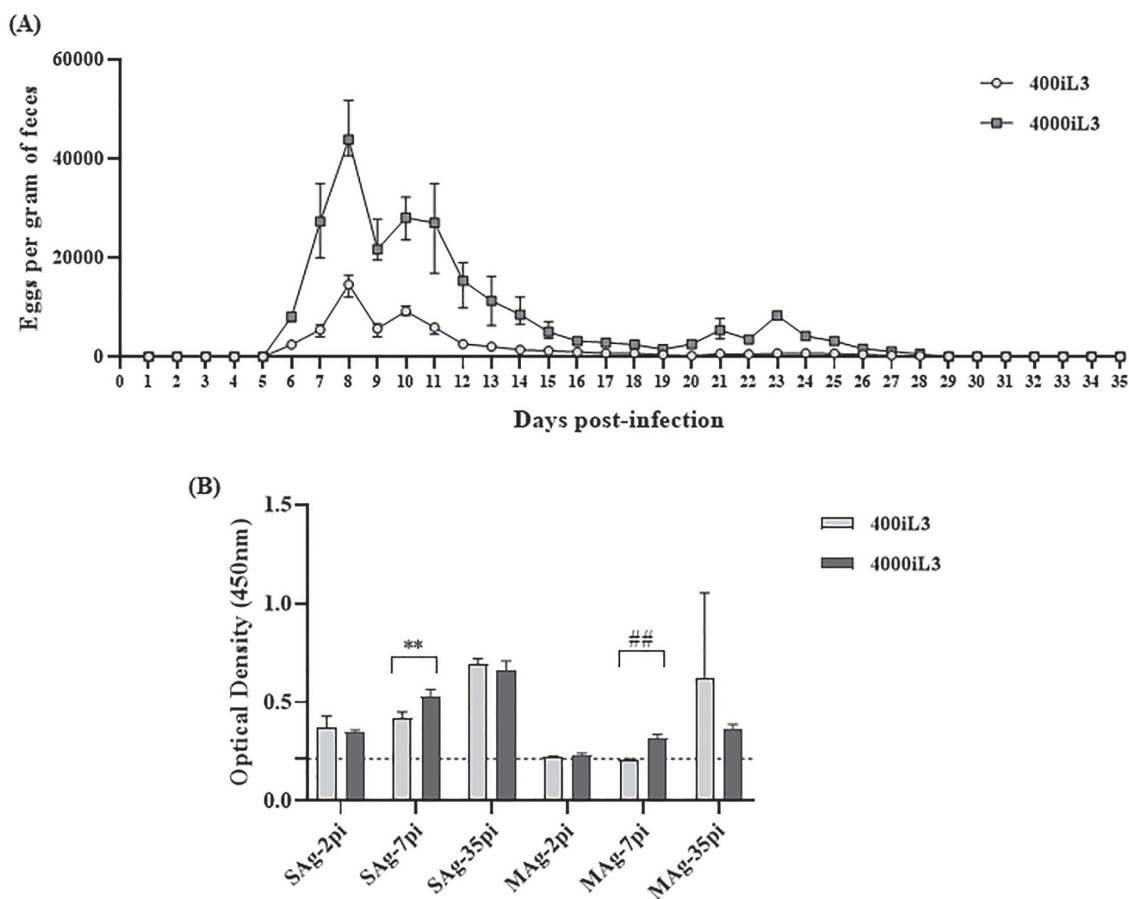 (A)
60000
40000
20000
0
Eggs per gram of feces
400iL3
4000iL3
0 1 2 3 4 5 6 7 8 9 10 11 12 13 14 15 16 17 18 19 20 21 22 23 24 25 26 27 28 29 30 31 32 33 34 35
Days post-infection
(B)
1.5
1.0
0.5
0.0
Optical Density (450nm)
**
##
400iL3
4000iL3
SAg-2pi
SAg-7pi
SAg-35pi
MAg-2pi
MAg-7pi
MAg-35pi